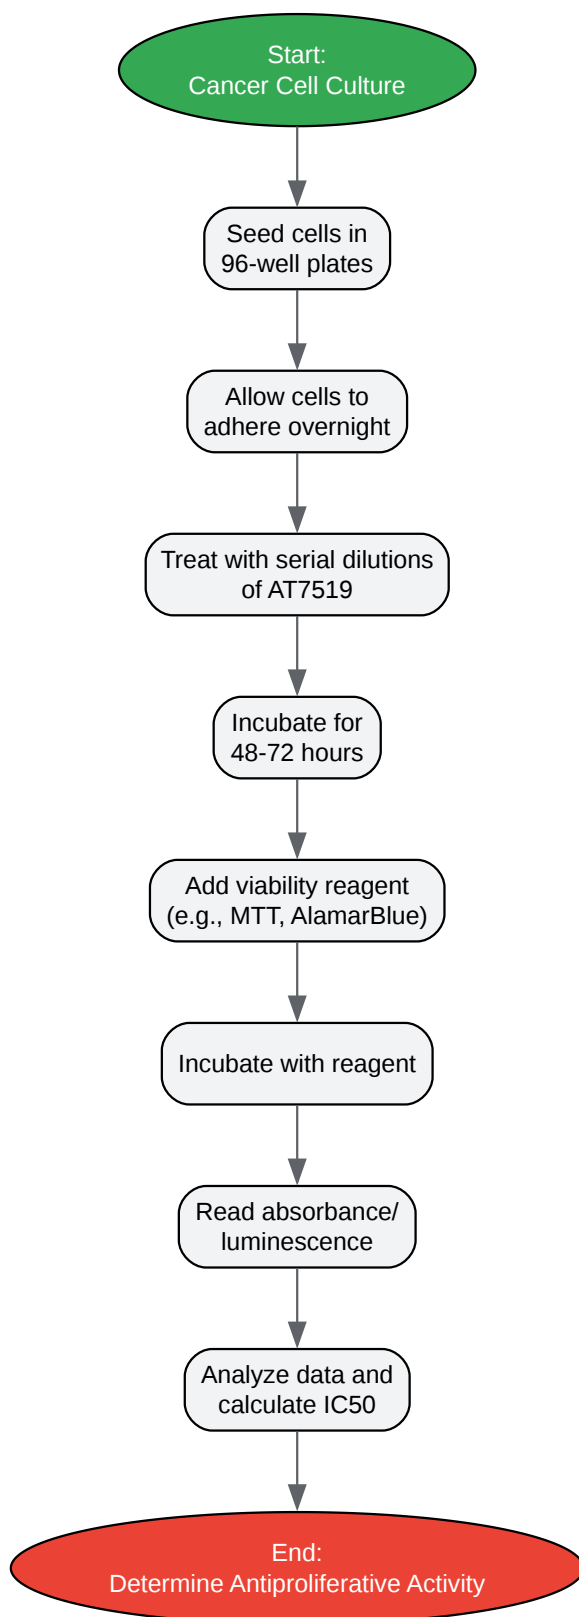 Start:
Cancer Cell Culture
Seed cells in
96-well plates
Allow cells to
adhere overnight
Treat with serial dilutions
of AT7519
Incubate for
48-72 hours
Add viability reagent
(e.g., MTT, AlamarBlue)
Incubate with reagent
Read absorbance/
luminescence
Analyze data and
calculate IC50
End:
Determine Antiproliferative Activity